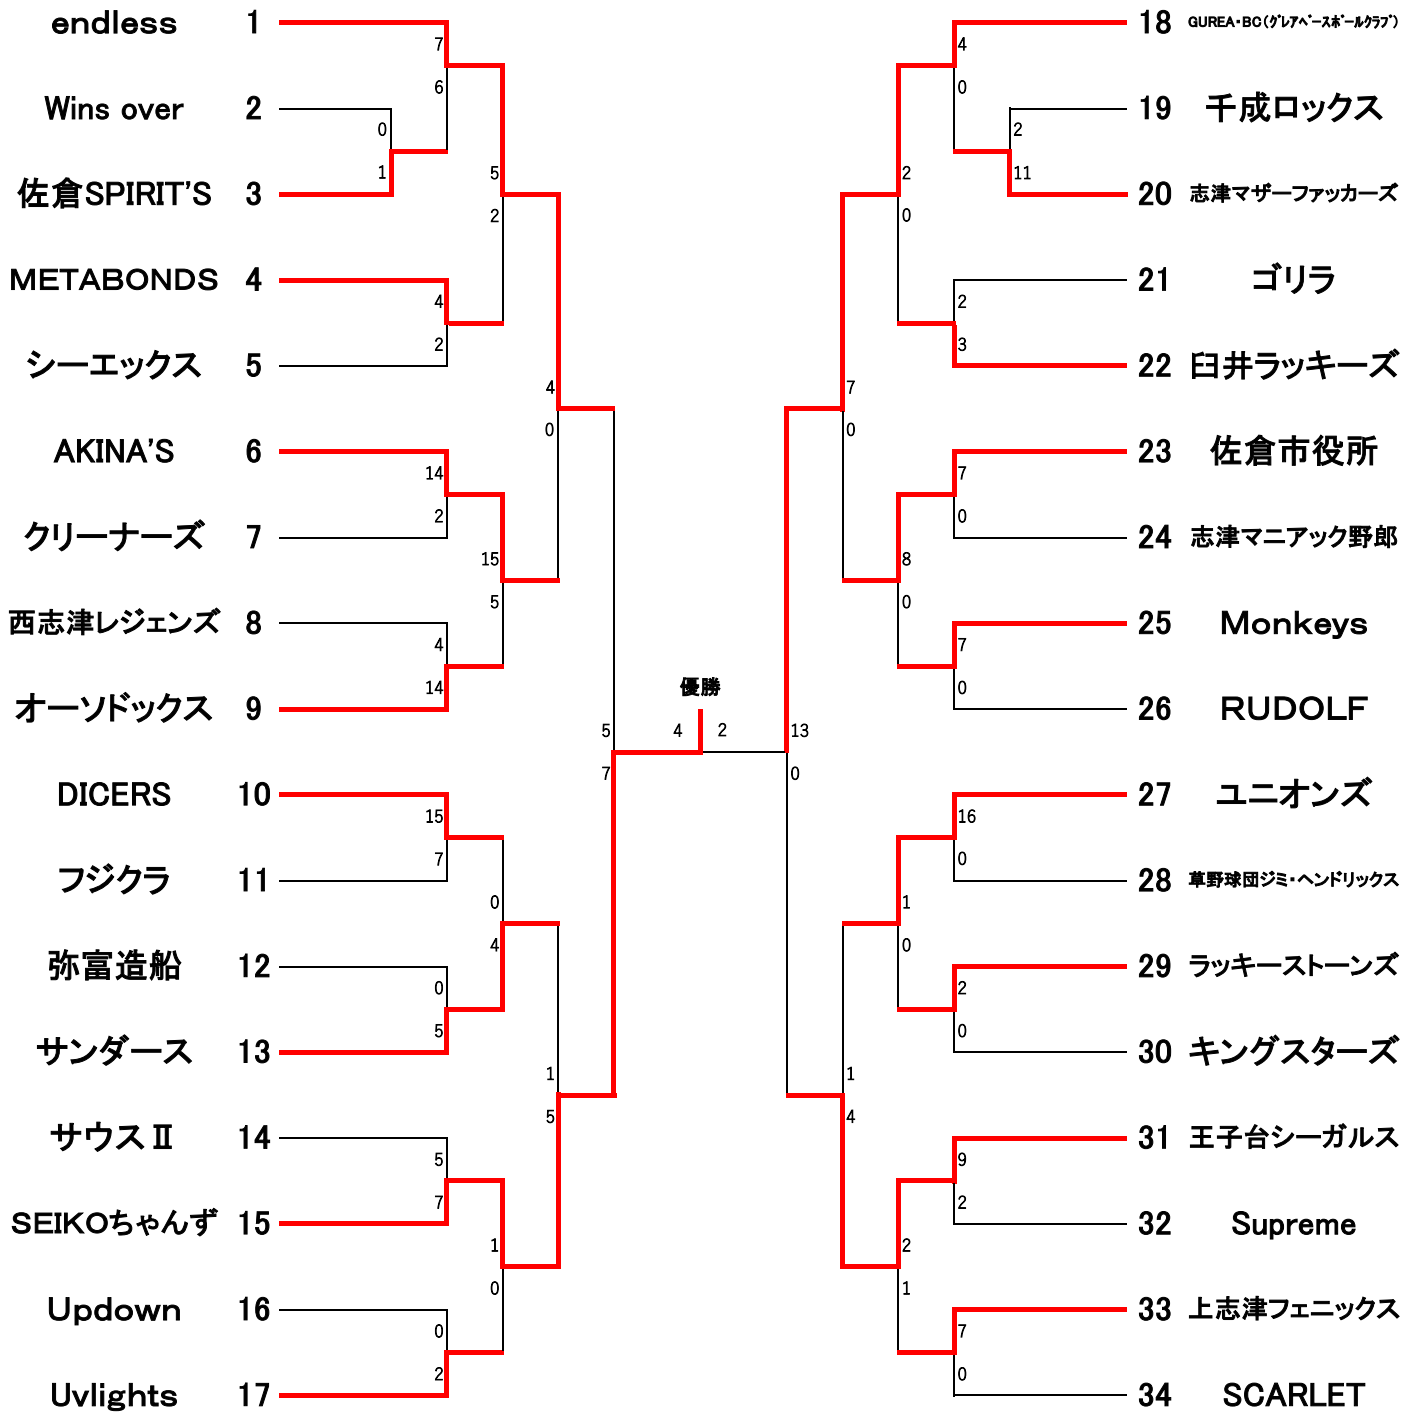 endless 1
7
6
Wins over 2
0
1
佐倉SPIRIT'S 3
5
2
METABONDS 4
4
2
シーエックス 5
4
0
AKINA'S 6
14
2
クリーナーズ 7
15
5
西志津レジェンズ 8
4
14
オーソドックス 9
5
7
DICERS 10
15
7
フジクラ 11
0
4
弥富造船 12
0
5
サンダース 13
1
5
サウスⅡ 14
5
7
SEIKOちゃんず 15
1
0
Updown 16
0
2
Uvlights 17
優勝
4 2
18 GUREA・BC(グレアベースボールクラブ)
4
0
19 千成ロックス
2
11
20 志津マザーファッカーズ
2
0
21 ゴリラ
2
3
22 臼井ラッキーズ
7
0
23 佐倉市役所
7
0
24 志津マニアック野郎
8
0
25 Monkeys
7
0
26 RUDOLF
13
0
27 ユニオンズ
16
0
28 草野球団ジミ・ヘンドリックス
1
0
29 ラッキーストーンズ
2
0
30 キングスターズ
1
4
31 王子台シーガルス
9
2
32 Supreme
2
1
33 上志津フェニックス
7
0
34 SCARLET